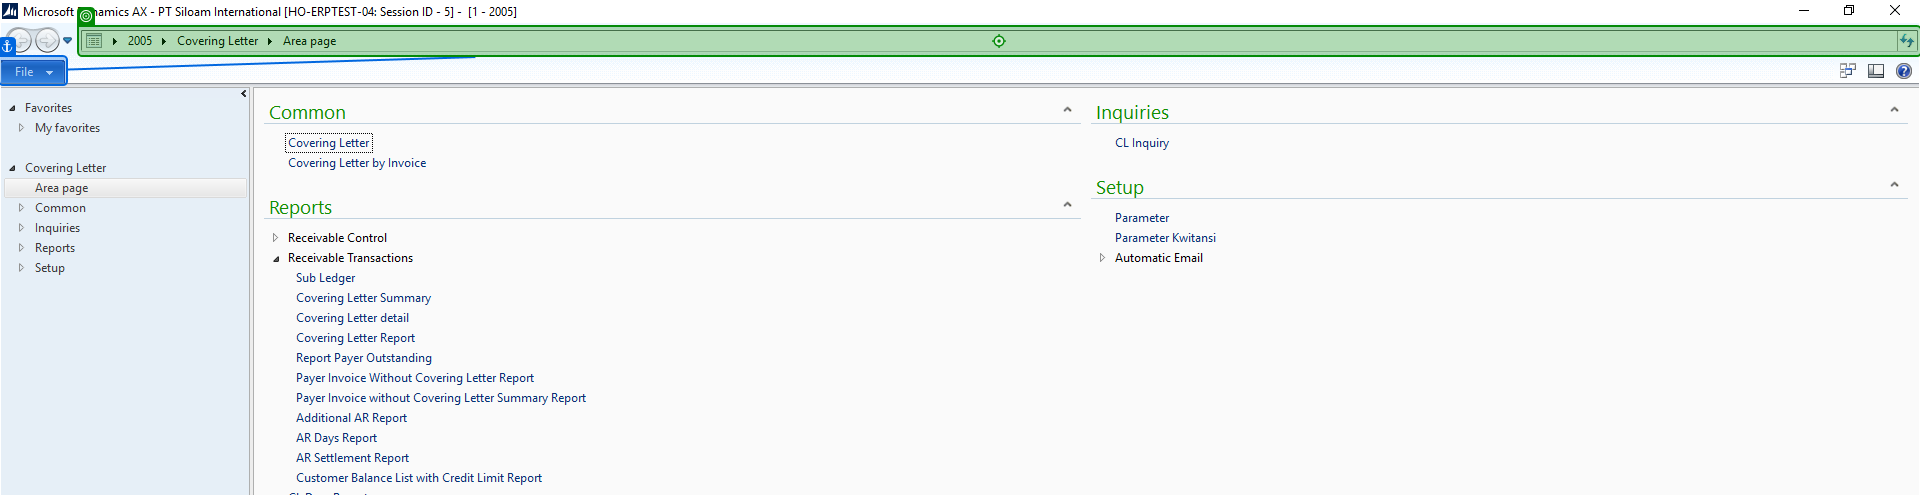 Microsoft Dynamics AX - PT Siloam International [HO-ERPTEST-04: Session ID - 5] - [1 - 2005]
2005 Covering Letter Area page
File
Favorites
My favorites
Covering Letter
Area page
Common
Inquiries
Reports
Setup
Common
Covering Letter
Covering Letter by Invoice
Reports
Receivable Control
Receivable Transactions
Sub Ledger
Covering Letter Summary
Covering Letter detail
Covering Letter Report
Report Payer Outstanding
Payer Invoice Without Covering Letter Report
Payer Invoice without Covering Letter Summary Report
Additional AR Report
AR Days Report
AR Settlement Report
Customer Balance List with Credit Limit Report
Inquiries
CL Inquiry
Setup
Parameter
Parameter Kwitansi
Automatic Email